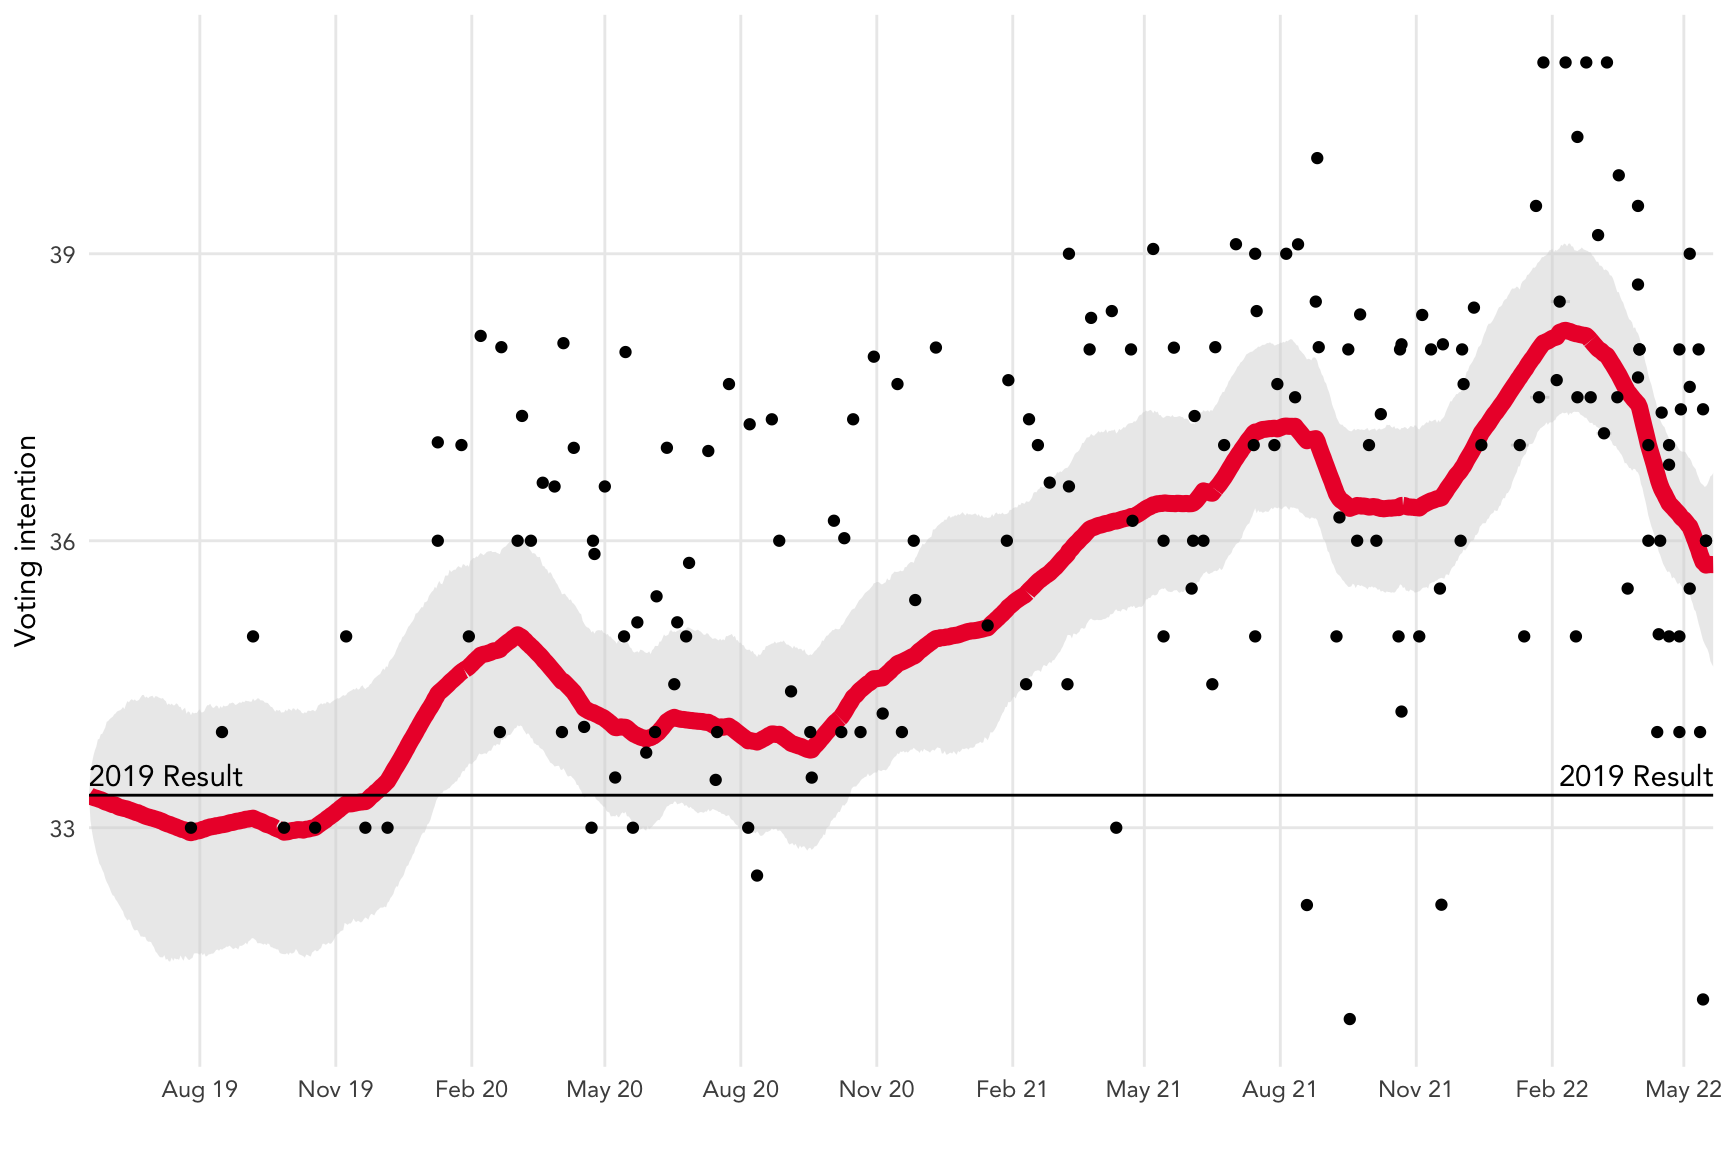 39
36
33
Voting intention
2019 Result
2019 Result
Aug 19
Nov 19
Feb 20
May 20
Aug 20
Nov 20
Feb 21
May 21
Aug 21
Nov 21
Feb 22
May 22